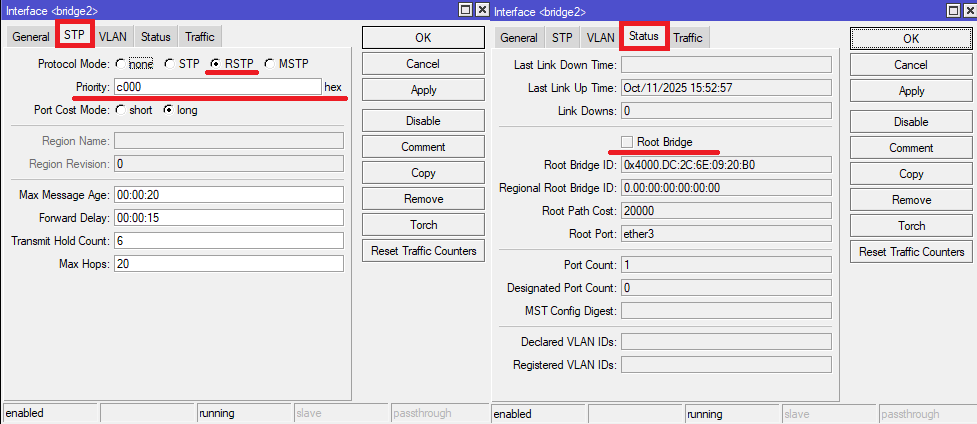 Interface <bridge2>
General STP VLAN Status Traffic
Protocol Mode: none STP RSTP MSTP
Priority: c000 hex
Port Cost Mode: short long
Region Name:
Region Revision: 0
Max Message Age: 00:00:20
Forward Delay: 00:00:15
Transmit Hold Count: 6
Max Hops: 20
OK
Cancel
Apply
Disable
Comment
Copy
Remove
Torch
Reset Traffic Counters
enabled running slave passthrough
Interface <bridge2>
General STP VLAN Status Traffic
Last Link Down Time:
Last Link Up Time: Oct/11/2025 15:52:57
Link Downs: 0
Root Bridge
Root Bridge ID: 0x4000.DC:2C:6E:09:20:B0
Regional Root Bridge ID: 0.00:00:00:00:00:00
Root Path Cost: 20000
Root Port: ether3
Port Count: 1
Designated Port Count: 0
MST Config Digest:
Declared VLAN IDs:
Registered VLAN IDs:
OK
Cancel
Apply
Disable
Comment
Copy
Remove
Torch
Reset Traffic Counters
enabled running slave passthrough